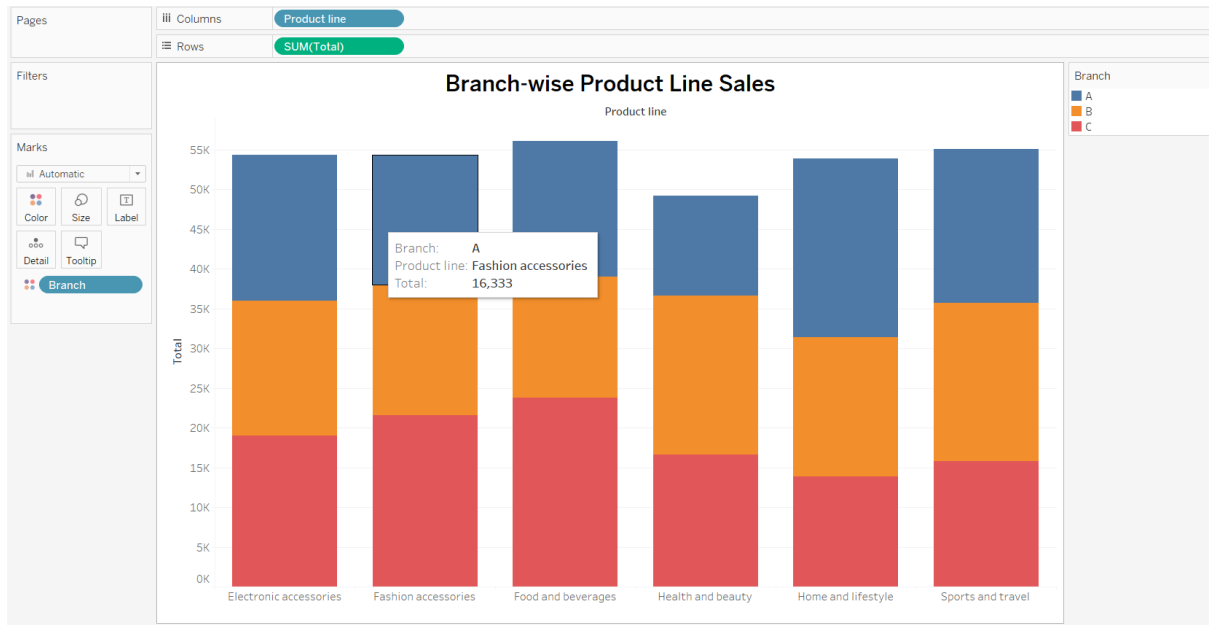 Pages
Columns
Product line
Rows
SUM(Total)
Filters
Marks
Automatic
Color
Size
T
Label
Detail
Tooltip
Branch
Branch-wise Product Line Sales
Product line
Total
55K
50K
45K
40K
35K
30K
25K
20K
15K
10K
5K
0K
Branch: A
Product line: Fashion accessories
Total: 16,333
Electronic accessories
Fashion accessories
Food and beverages
Health and beauty
Home and lifestyle
Sports and travel
Branch
A
B
C